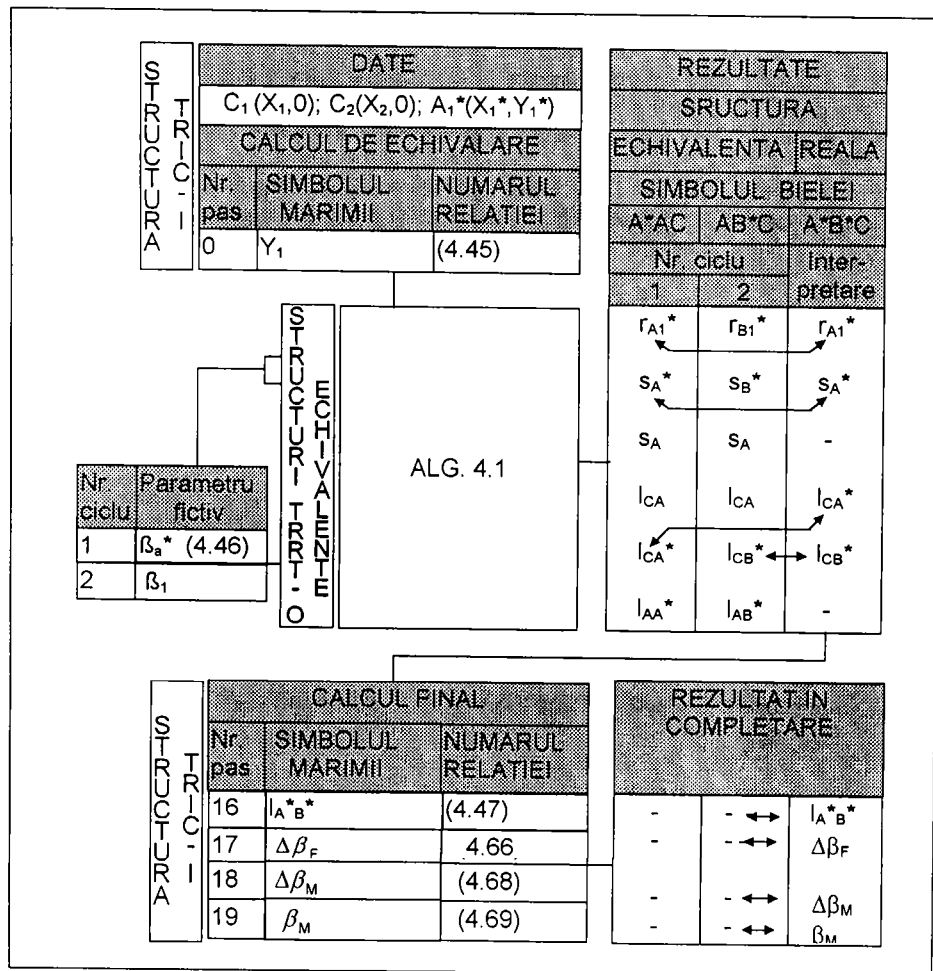 STRUCTURA
TRIC-I
DATE
C₁(X₁,0); C₂(X₂,0); A₁*(X₁*,Y₁*)
CALCUL DE ECHIVALARE
Nr. pas
SIMBOLUL MARIMII
NUMARUL RELATIEI
0 Y₁ (4.45)
REZULTATE
SRUCTURA
ECHIVALENTA REALA
SIMBOLUL BIELEI
A*AC AB*C A*B*C
Nr. ciclu Inter-
1 2 pretare
r_A1* r_B1* r_A1*
s_A* s_B* s_A*
s_A s_A -
l_CA l_CA l_CA*
l_CA* l_CB* l_CB*
l_AA* l_AB* -
STRUCTURI TRRT-O
ECHIVALENTE
ALG. 4.1
Nr. ciclu
Parametru fictiv
1 ß_a* (4.46)
2 ß₁
STRUCTURA
TRIC-I
CALCUL FINAL
Nr. pas
SIMBOLUL MARIMII
NUMARUL RELATIEI
16 l_A*B* (4.47)
17 Δβ_F 4.66
18 Δβ_M (4.68)
19 β_M (4.69)
REZULTAT IN
COMPLETARE
- - ↔ l_A*B*
- - ↔ Δβ_F
- - ↔ Δβ_M
- - ↔ β_M